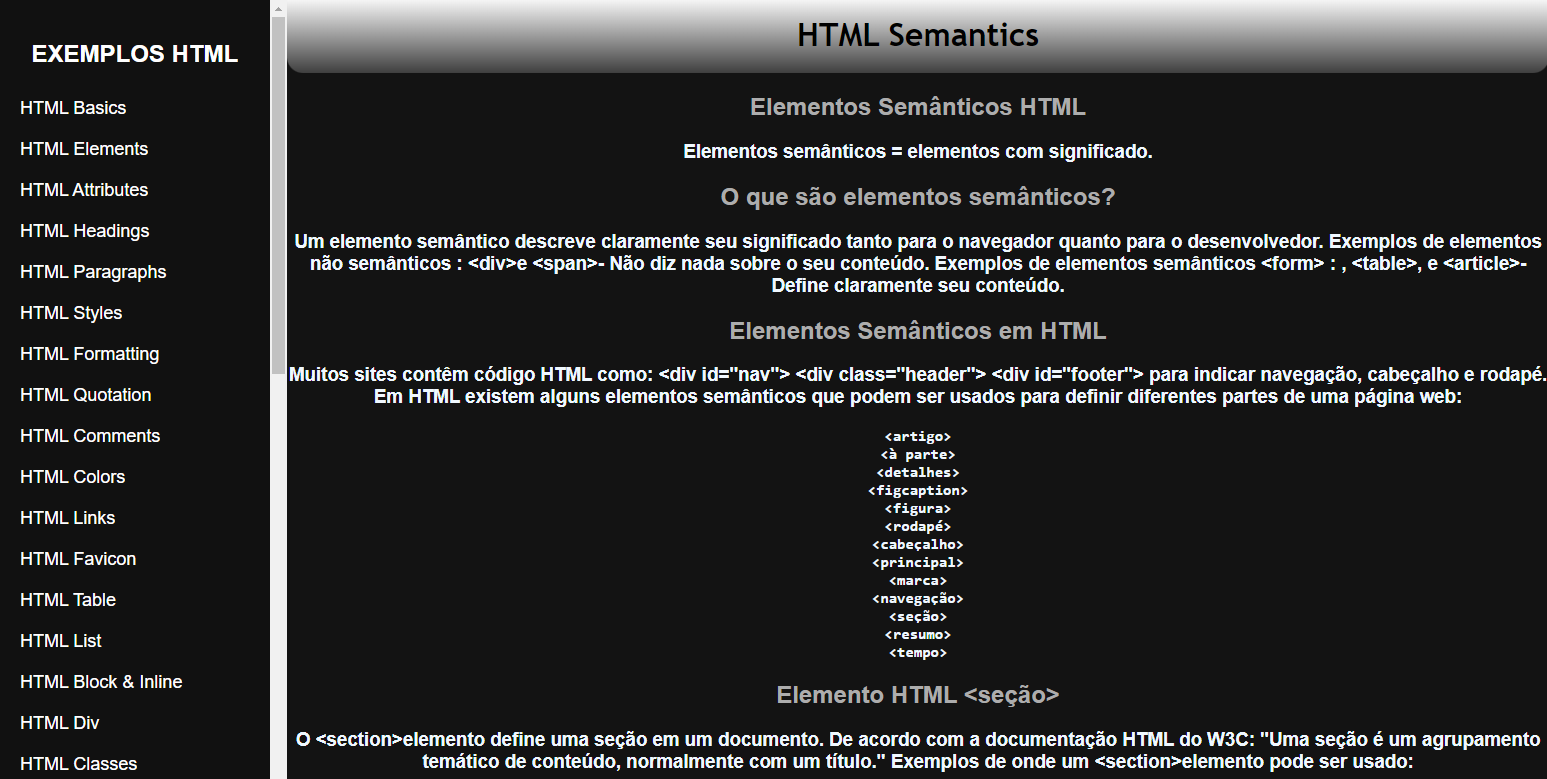 EXEMPLOS HTML
HTML Basics
HTML Elements
HTML Attributes
HTML Headings
HTML Paragraphs
HTML Styles
HTML Formatting
HTML Quotation
HTML Comments
HTML Colors
HTML Links
HTML Favicon
HTML Table
HTML List
HTML Block & Inline
HTML Div
HTML Classes
HTML Semantics
Elementos Semânticos HTML
Elementos semânticos = elementos com significado.
O que são elementos semânticos?
Um elemento semântico descreve claramente seu significado tanto para o navegador quanto para o desenvolvedor. Exemplos de elementos
não semânticos : <div>e <span>- Não diz nada sobre o seu conteúdo. Exemplos de elementos semânticos <form> : , <table>, e <article>-
Define claramente seu conteúdo.
Elementos Semânticos em HTML
Muitos sites contêm código HTML como: <div id="nav"> <div class="header"> <div id="footer"> para indicar navegação, cabeçalho e rodapé.
Em HTML existem alguns elementos semânticos que podem ser usados para definir diferentes partes de uma página web:
<artigo>
<à parte>
<detalhes>
<figcaption>
<figura>
<rodapé>
<cabeçalho>
<principal>
<marca>
<navegação>
<seção>
<resumo>
<tempo>
Elemento HTML <seção>
O <section>elemento define uma seção em um documento. De acordo com a documentação HTML do W3C: "Uma seção é um agrupamento
temático de conteúdo, normalmente com um título." Exemplos de onde um <section>elemento pode ser usado: